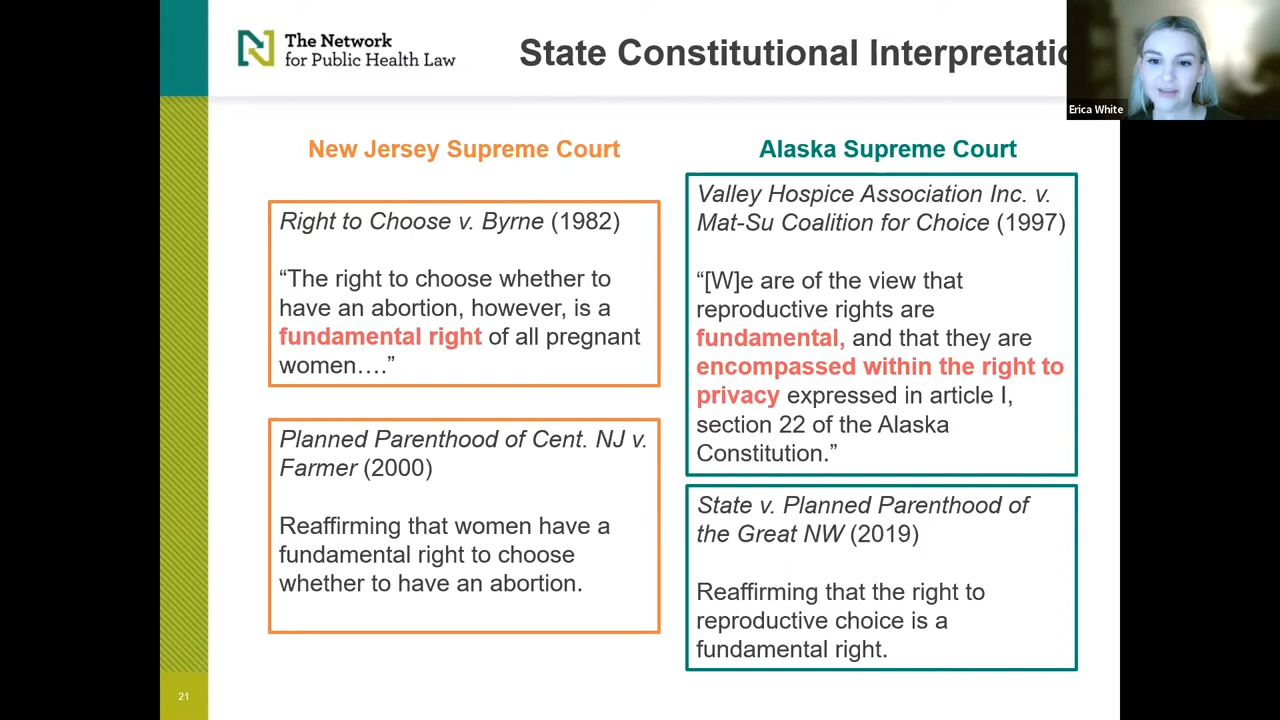 The Network
for Public Health Law
State Constitutional Interpretatio
Erica White
New Jersey Supreme Court
Right to Choose v. Byrne (1982)
“The right to choose whether to
have an abortion, however, is a
fundamental right of all pregnant
women….”
Planned Parenthood of Cent. NJ v.
Farmer (2000)
Reaffirming that women have a
fundamental right to choose
whether to have an abortion.
Alaska Supreme Court
Valley Hospice Association Inc. v.
Mat-Su Coalition for Choice (1997)
“[W]e are of the view that
reproductive rights are
fundamental, and that they are
encompassed within the right to
privacy expressed in article I,
section 22 of the Alaska
Constitution.”
State v. Planned Parenthood of
the Great NW (2019)
Reaffirming that the right to
reproductive choice is a
fundamental right.
21